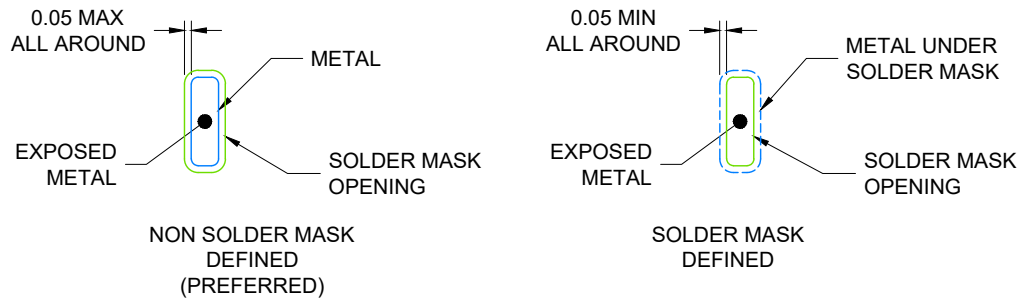 0.05 MAX
ALL AROUND
METAL
EXPOSED
METAL
SOLDER MASK
OPENING
NON SOLDER MASK
DEFINED
(PREFERRED)
0.05 MIN
ALL AROUND
METAL UNDER
SOLDER MASK
EXPOSED
METAL
SOLDER MASK
OPENING
SOLDER MASK
DEFINED